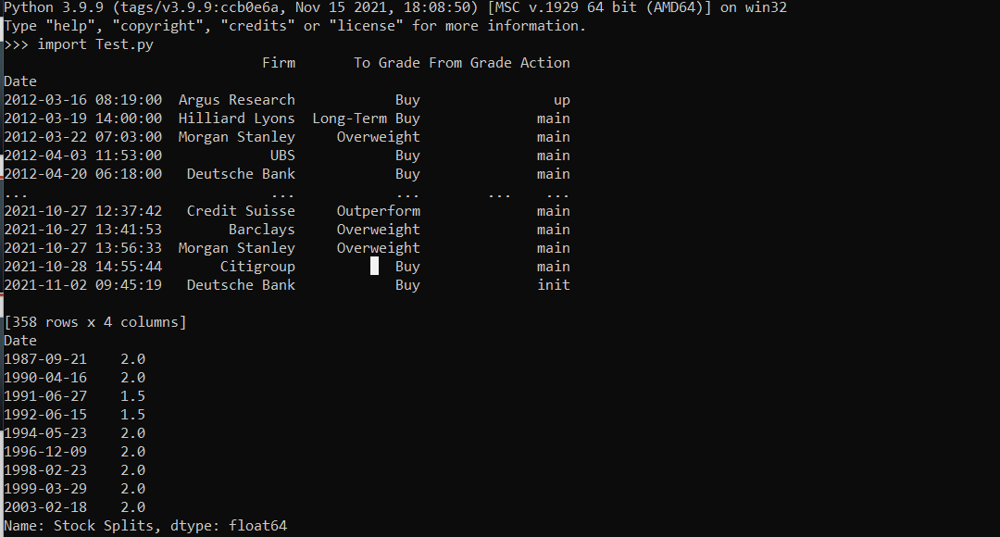 Python 3.9.9 (tags/v3.9.9:ccb0e6a, Nov 15 2021, 18:08:50) [MSC v.1929 64 bit (AMD64)] on win32
Type "help", "copyright", "credits" or "license" for more information.
>>> import Test.py
                               Firm       To Grade From Grade Action
Date
2012-03-16 08:19:00  Argus Research            Buy                up
2012-03-19 14:00:00  Hilliard Lyons  Long-Term Buy              main
2012-03-22 07:03:00  Morgan Stanley     Overweight              main
2012-04-03 11:53:00             UBS            Buy              main
2012-04-20 06:18:00   Deutsche Bank            Buy              main
...                             ...            ...        ...    ...
2021-10-27 12:37:42   Credit Suisse     Outperform              main
2021-10-27 13:41:53        Barclays     Overweight              main
2021-10-27 13:56:33  Morgan Stanley     Overweight              main
2021-10-28 14:55:44       Citigroup            Buy              main
2021-11-02 09:45:19   Deutsche Bank            Buy              init

[358 rows x 4 columns]
Date
1987-09-21    2.0
1990-04-16    2.0
1991-06-27    1.5
1992-06-15    1.5
1994-05-23    2.0
1996-12-09    2.0
1998-02-23    2.0
1999-03-29    2.0
2003-02-18    2.0
Name: Stock Splits, dtype: float64